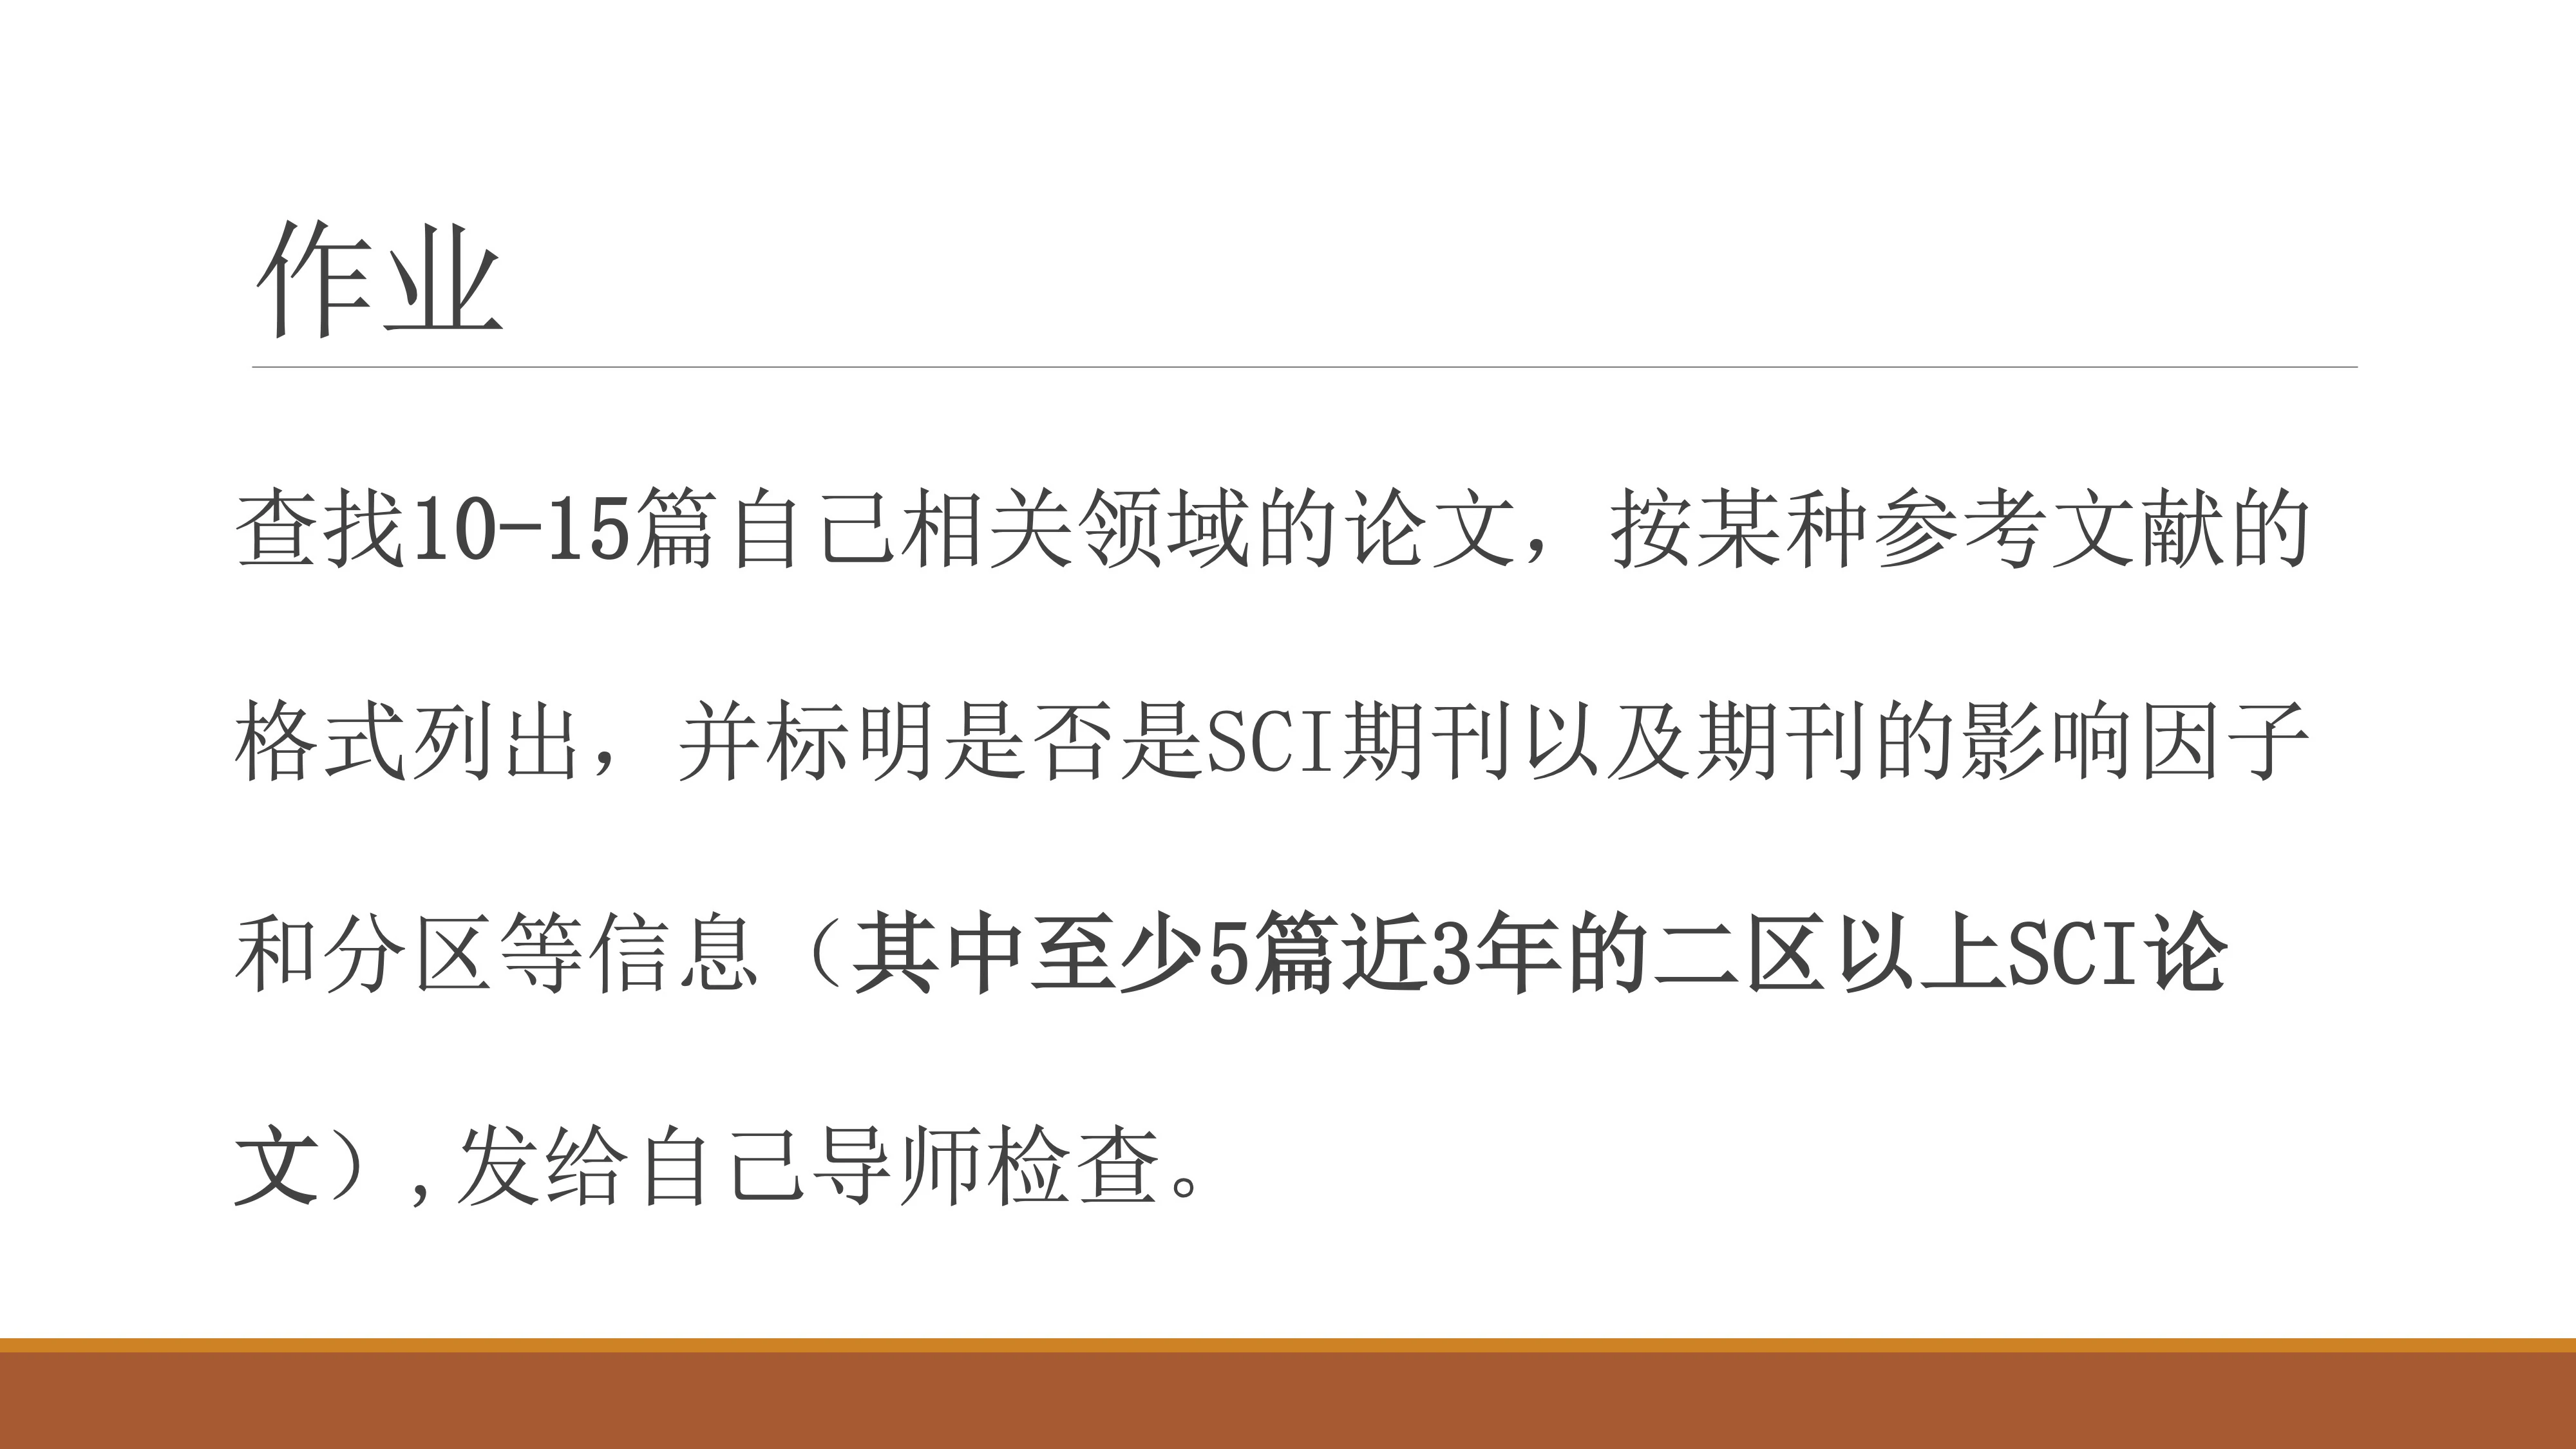 作业
查找10-15篇自己相关领域的论文，按某种参考文献的
格式列出，并标明是否是SCI期刊以及期刊的影响因子
和分区等信息（其中至少5篇近3年的二区以上SCI论
文）,发给自己导师检查。